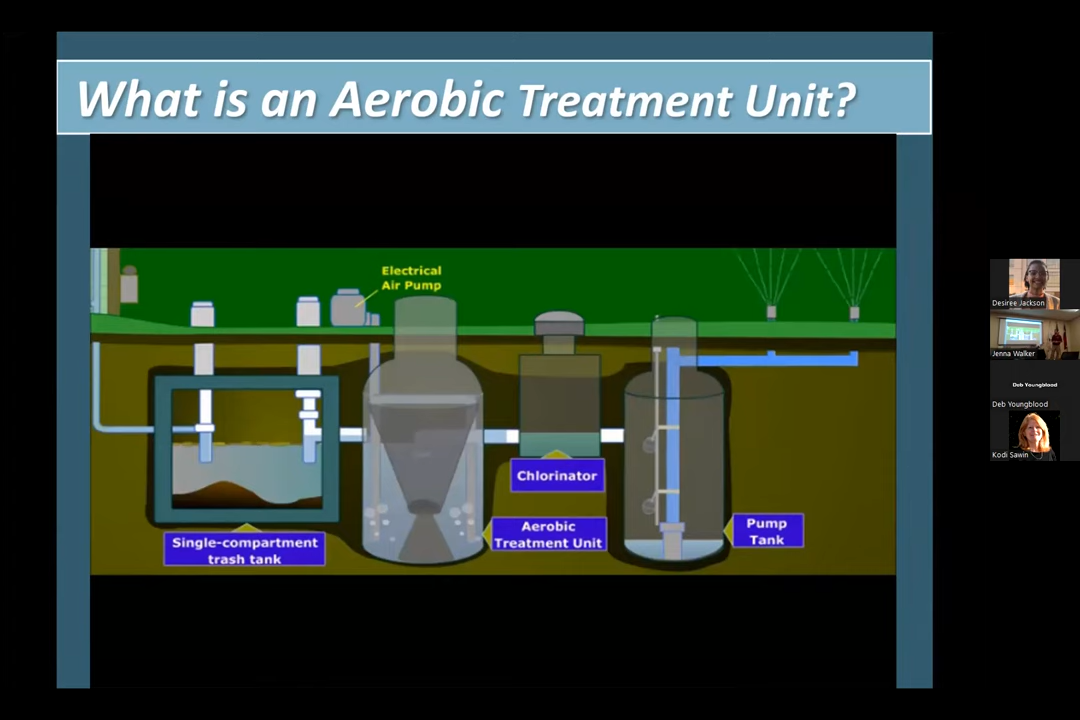 What is an Aerobic Treatment Unit?
Electrical
Air Pump
Chlorinator
Aerobic
Treatment Unit
Pump
Tank
Single-compartment
trash tank
Desiree Jackson
Jenna Walker
Deb Youngblood
Deb Youngblood
Kodi Sawin